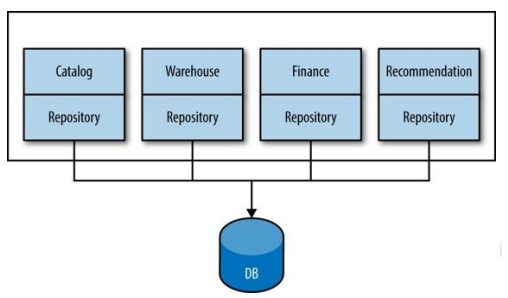 Catalog
Warehouse
Finance
Recommendation
Repository
Repository
Repository
Repository
DB